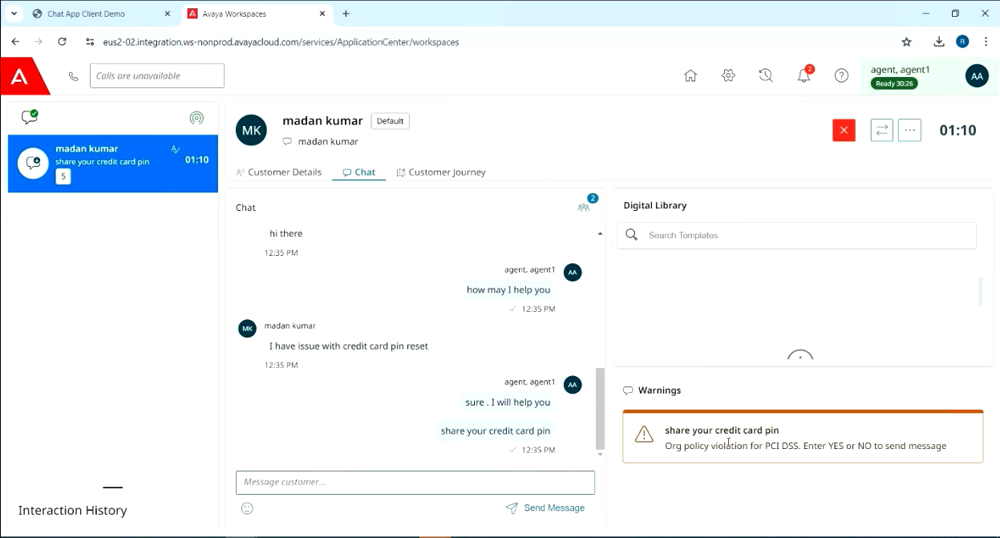 Chat App Client Demo
Avaya Workspaces
eus2-02.integration.ws-nonprod.avayacloud.com/services/ApplicationCenter/workspaces
R
A
Calls are unavailable
2
agent, agent1
Ready 30:26
AA
madan kumar
share your credit card pin
5
01:10
MK
madan kumar
Default
madan kumar
01:10
Customer Details
Chat
Customer Journey
Chat
2
hi there
12:35 PM
agent, agent1
AA
how may I help you
12:35 PM
MK
madan kumar
I have issue with credit card pin reset
12:35 PM
agent, agent1
AA
sure . I will help you
share your credit card pin
12:35 PM
Message customer...
Send Message
Digital Library
Search Templates
Warnings
share your credit card pin
Org policy violation for PCI DSS. Enter YES or NO to send message
Interaction History